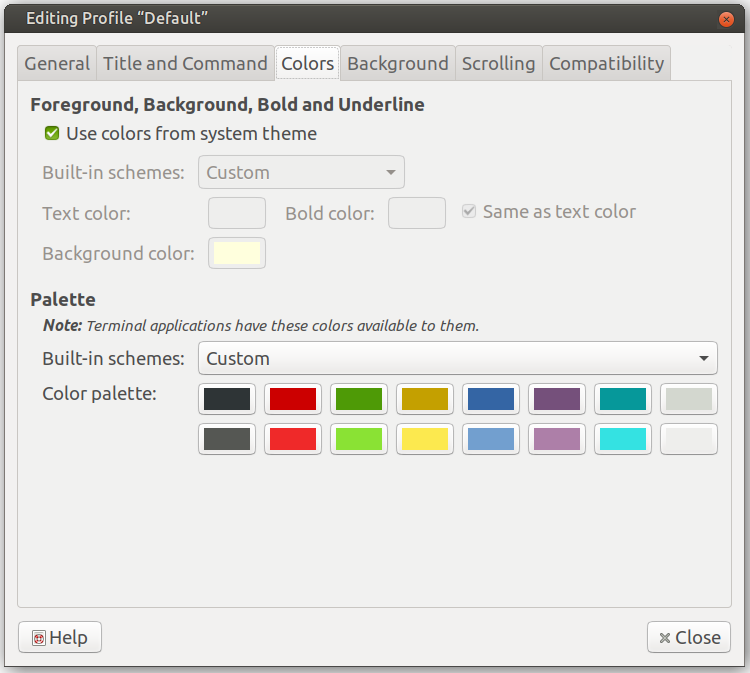 Editing Profile “Default”
General Title and Command Colors Background Scrolling Compatibility
Foreground, Background, Bold and Underline
Use colors from system theme
Built-in schemes: Custom
Text color: Bold color: Same as text color
Background color:
Palette
Note: Terminal applications have these colors available to them.
Built-in schemes: Custom
Color palette:
Help Close